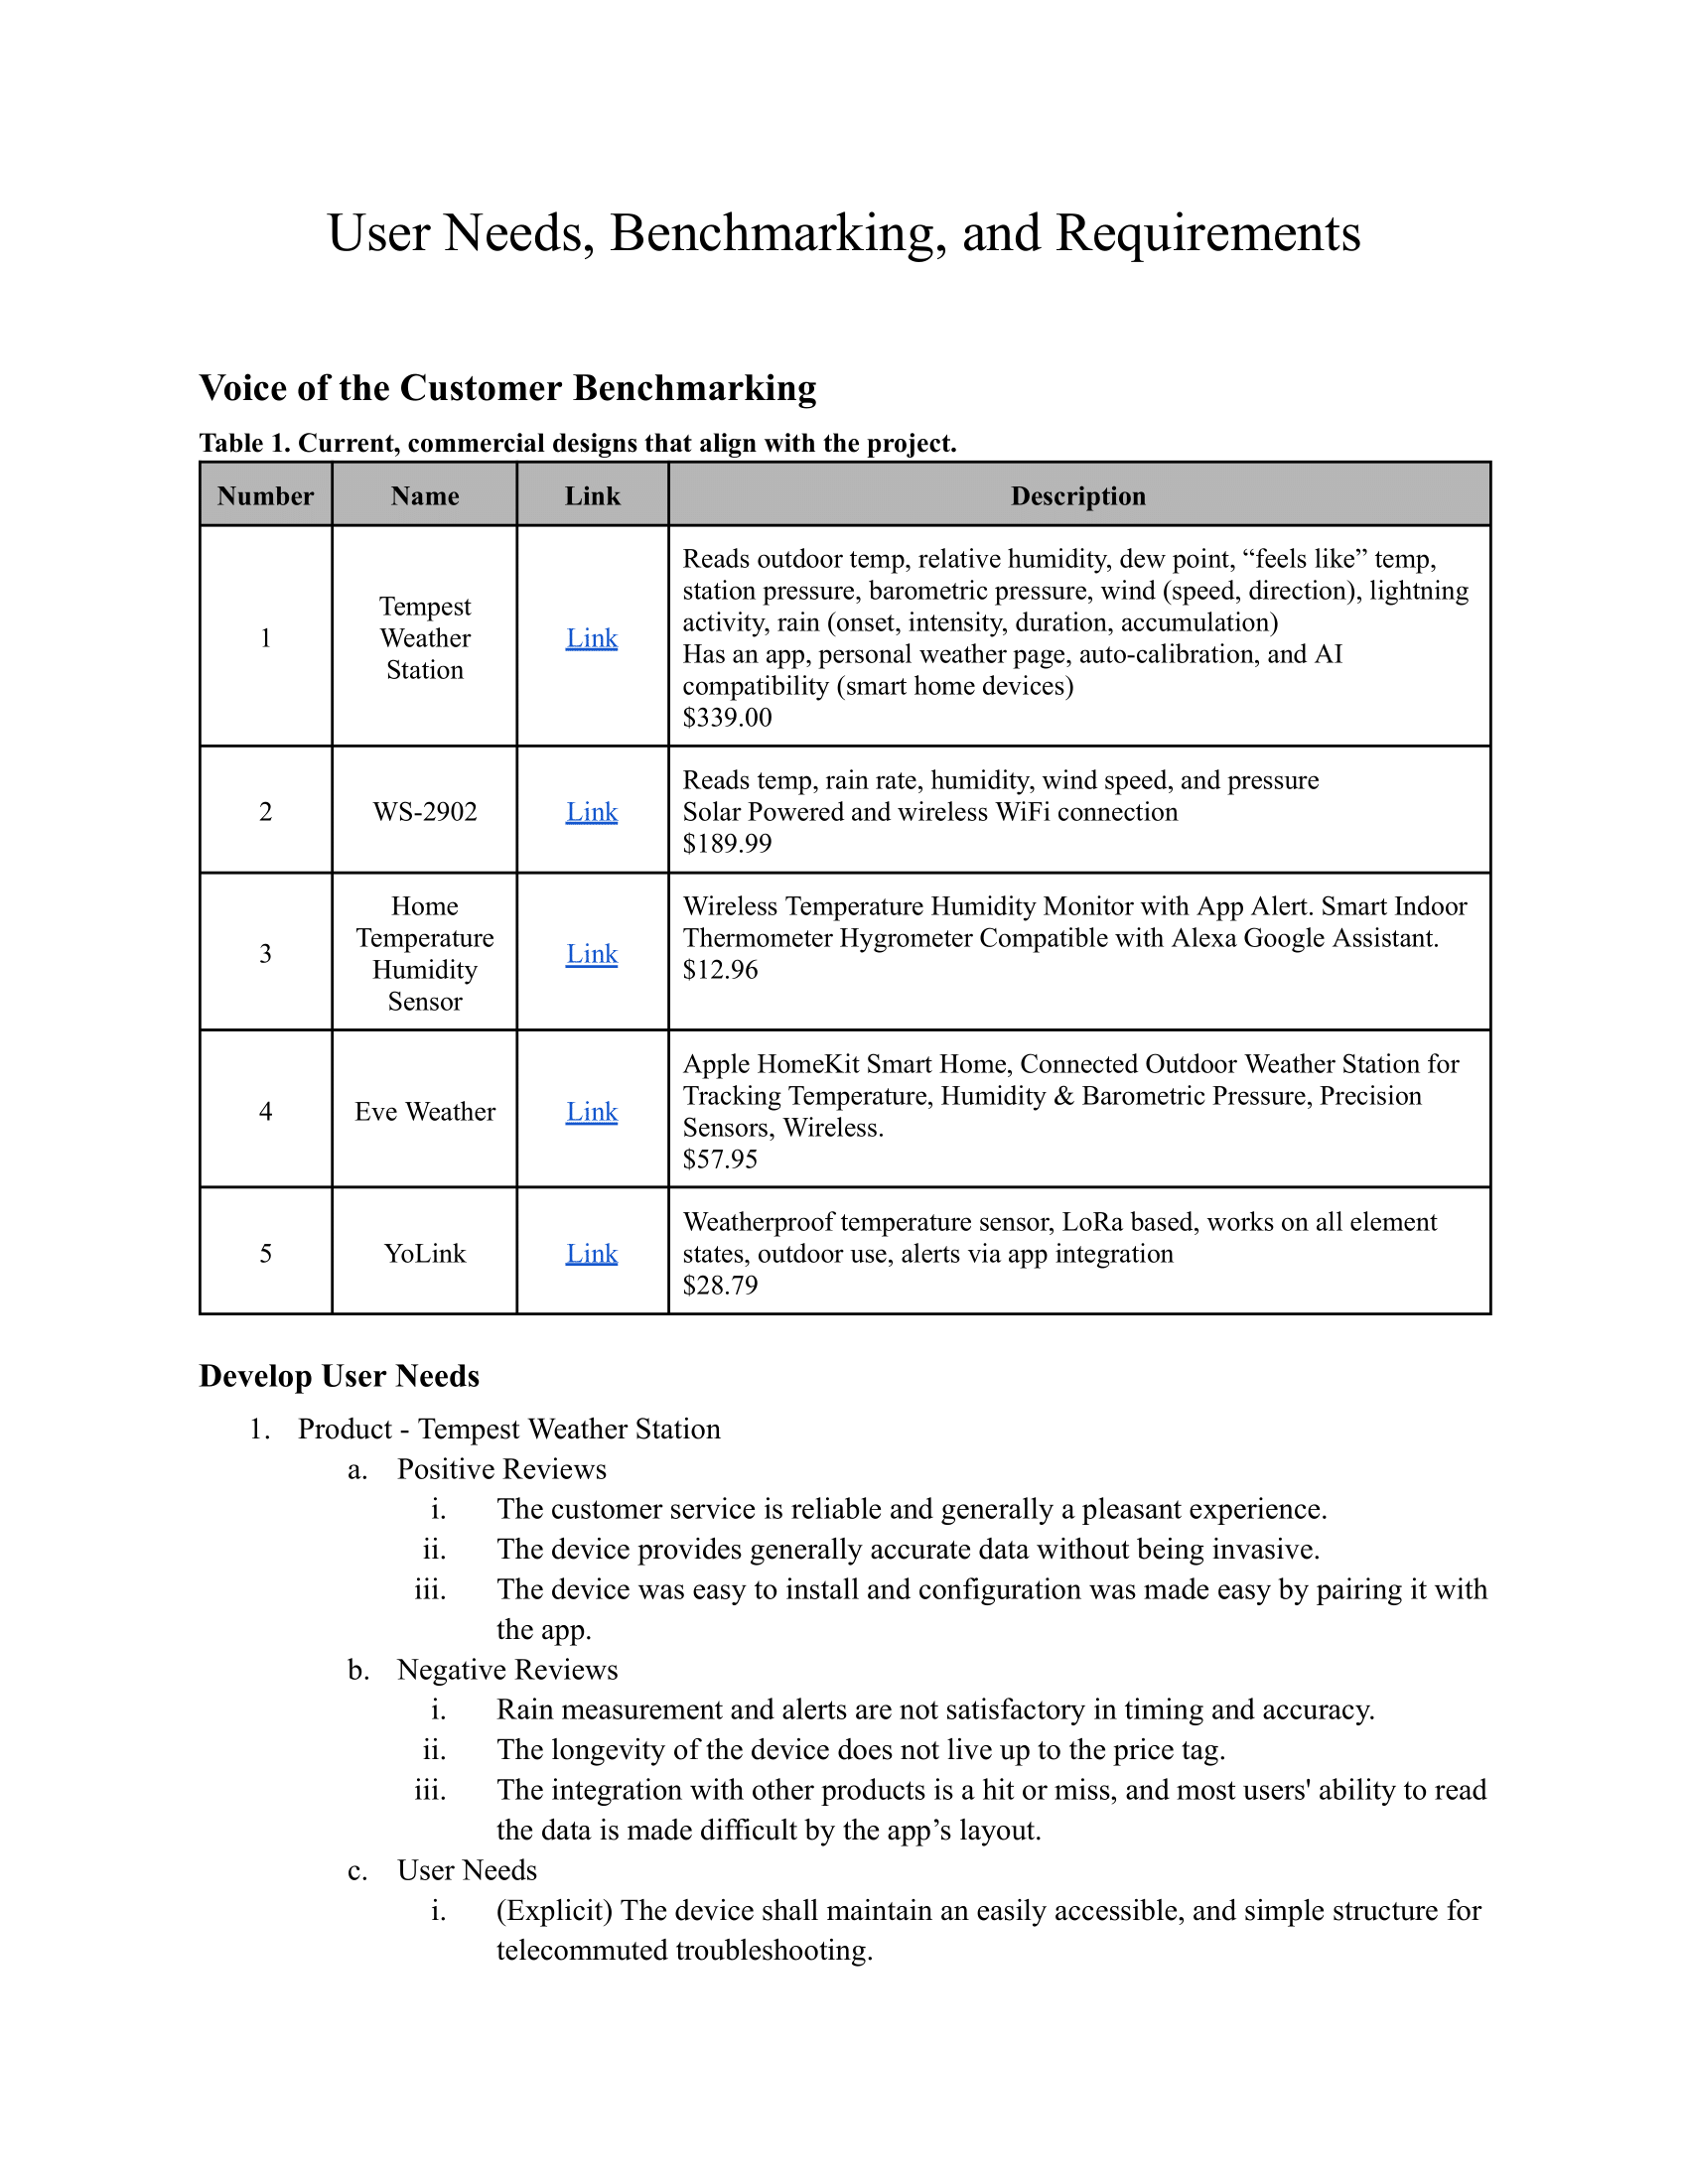 User Needs, Benchmarking, and Requirements
Voice of the Customer Benchmarking
Table 1. Current, commercial designs that align with the project.
Number Name Link Description
1
Tempest
Weather
Station
Link
Reads outdoor temp, relative humidity, dew point, “feels like” temp,
station pressure, barometric pressure, wind (speed, direction), lightning
activity, rain (onset, intensity, duration, accumulation)
Has an app, personal weather page, auto-calibration, and AI
compatibility (smart home devices)
$339.00
2
WS-2902
Link
Reads temp, rain rate, humidity, wind speed, and pressure
Solar Powered and wireless WiFi connection
$189.99
3
Home
Temperature
Humidity
Sensor
Link
Wireless Temperature Humidity Monitor with App Alert. Smart Indoor
Thermometer Hygrometer Compatible with Alexa Google Assistant.
$12.96
4
Eve Weather
Link
Apple HomeKit Smart Home, Connected Outdoor Weather Station for
Tracking Temperature, Humidity & Barometric Pressure, Precision
Sensors, Wireless.
$57.95
5
YoLink
Link
Weatherproof temperature sensor, LoRa based, works on all element
states, outdoor use, alerts via app integration
$28.79
Develop User Needs
1. Product - Tempest Weather Station
a. Positive Reviews
i. The customer service is reliable and generally a pleasant experience.
ii. The device provides generally accurate data without being invasive.
iii. The device was easy to install and configuration was made easy by pairing it with
the app.
b. Negative Reviews
i. Rain measurement and alerts are not satisfactory in timing and accuracy.
ii. The longevity of the device does not live up to the price tag.
iii. The integration with other products is a hit or miss, and most users' ability to read
the data is made difficult by the app’s layout.
c. User Needs
i. (Explicit) The device shall maintain an easily accessible, and simple structure for
telecommuted troubleshooting.